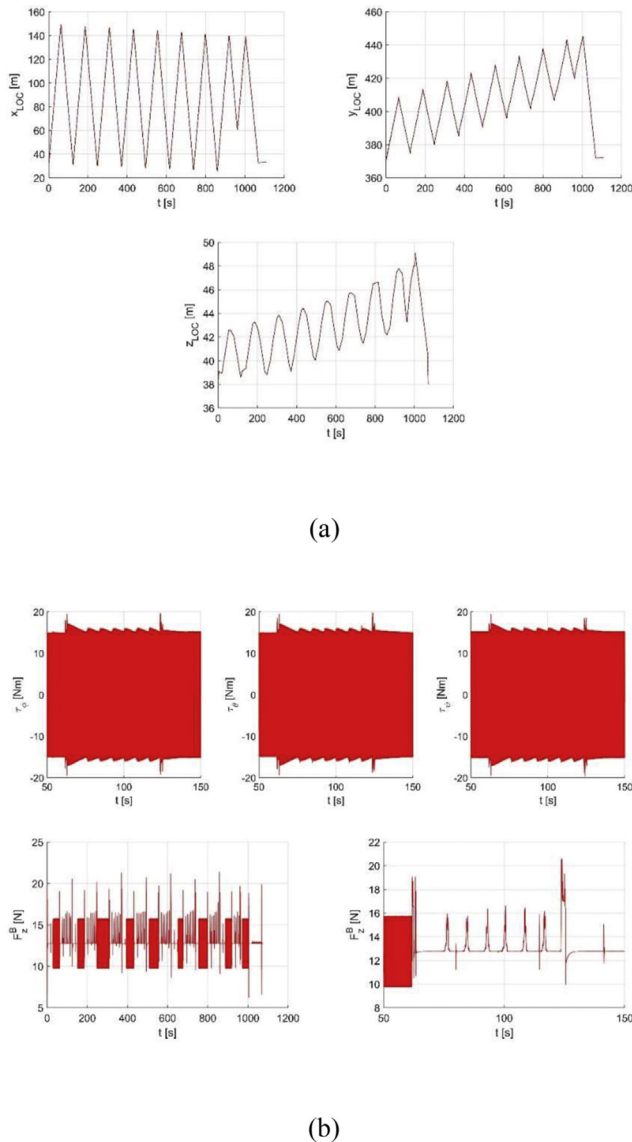 160
140
120
100
80
60
40
20
0 200 400 600 800 1000 1200
t [s]
x_LOC [m]
460
440
420
400
380
360
0 200 400 600 800 1000 1200
t [s]
y_LOC [m]
50
48
46
44
42
40
38
36
0 200 400 600 800 1000 1200
t [s]
z_LOC [m]
(a)
20
10
0
-10
-20
50 100 150
t [s]
τ_φ [Nm]
20
10
0
-10
-20
50 100 150
t [s]
τ_θ [Nm]
20
10
0
-10
-20
50 100 150
t [s]
τ_ψ [Nm]
25
20
15
10
5
0 200 400 600 800 1000 1200
t [s]
F_z^B [N]
22
20
18
16
14
12
10
8
50 100 150
t [s]
F_z^B [N]
(b)